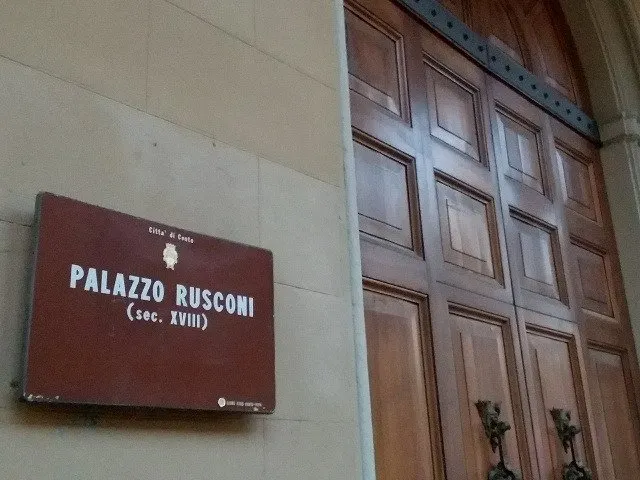 Citta' di Cento
PALAZZO RUSCONI
(sec. XVIII)